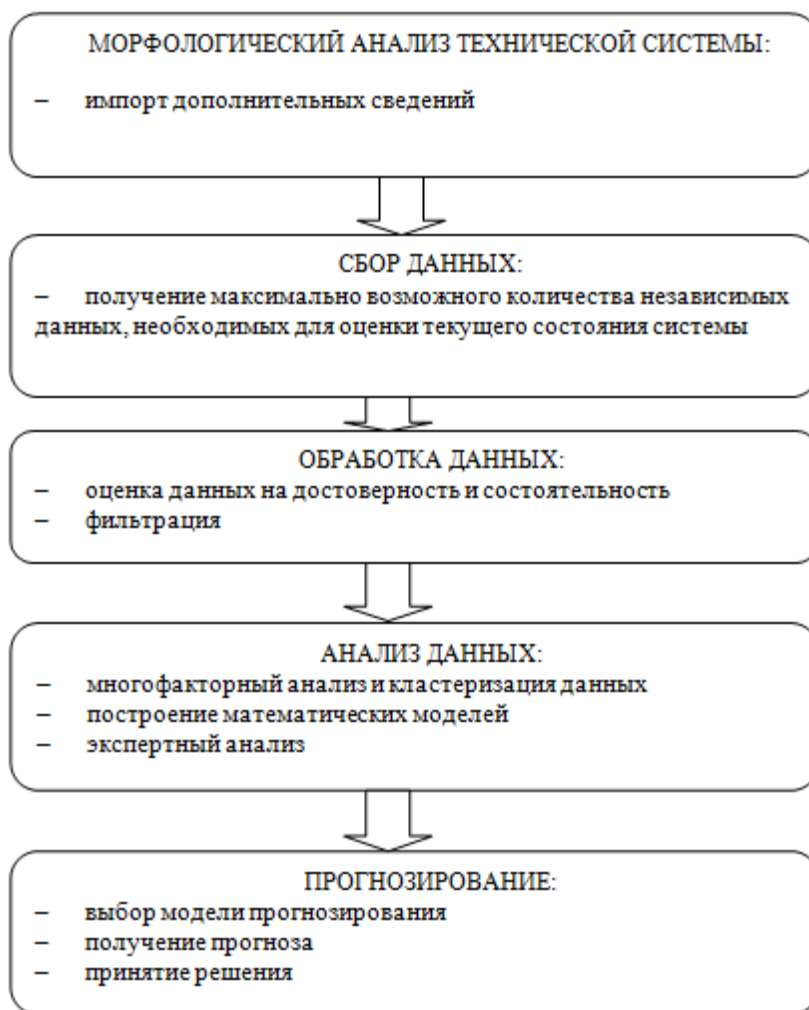 МОРФОЛОГИЧЕСКИЙ АНАЛИЗ ТЕХНИЧЕСКОЙ СИСТЕМЫ:
– импорт дополнительных сведений
СБОР ДАННЫХ:
– получение максимально возможного количества независимых
данных, необходимых для оценки текущего состояния системы
ОБРАБОТКА ДАННЫХ:
– оценка данных на достоверность и состоятельность
– фильтрация
АНАЛИЗ ДАННЫХ:
– многофакторный анализ и кластеризация данных
– построение математических моделей
– экспертный анализ
ПРОГНОЗИРОВАНИЕ:
– выбор модели прогнозирования
– получение прогноза
– принятие решения